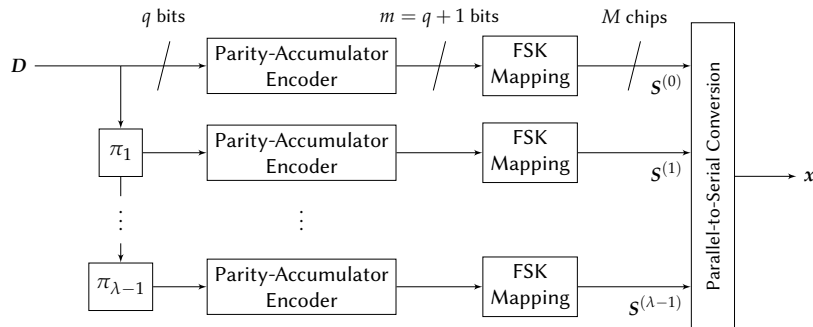 q bits
m = q + 1 bits
M chips
D
Parity-Accumulator
Encoder
FSK
Mapping
S⁽⁰⁾
π₁
Parity-Accumulator
Encoder
FSK
Mapping
S⁽¹⁾
⋮
⋮
π_{λ−1}
Parity-Accumulator
Encoder
FSK
Mapping
S⁽λ⁻¹⁾
Parallel-to-Serial Conversion
x